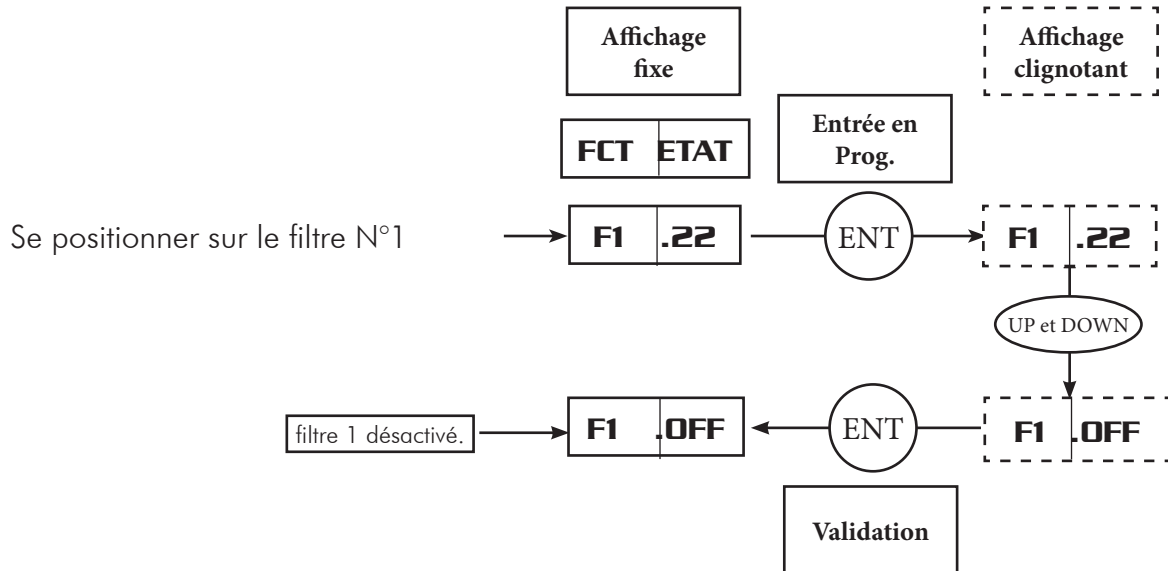 Affichage
fixe
Affichage
clignotant
FCT ETAT
Entrée en
Prog.
Se positionner sur le filtre N°1
F1 .22
ENT
F1 .22
UP et DOWN
filtre 1 désactivé.
F1 .OFF
ENT
F1 .OFF
Validation